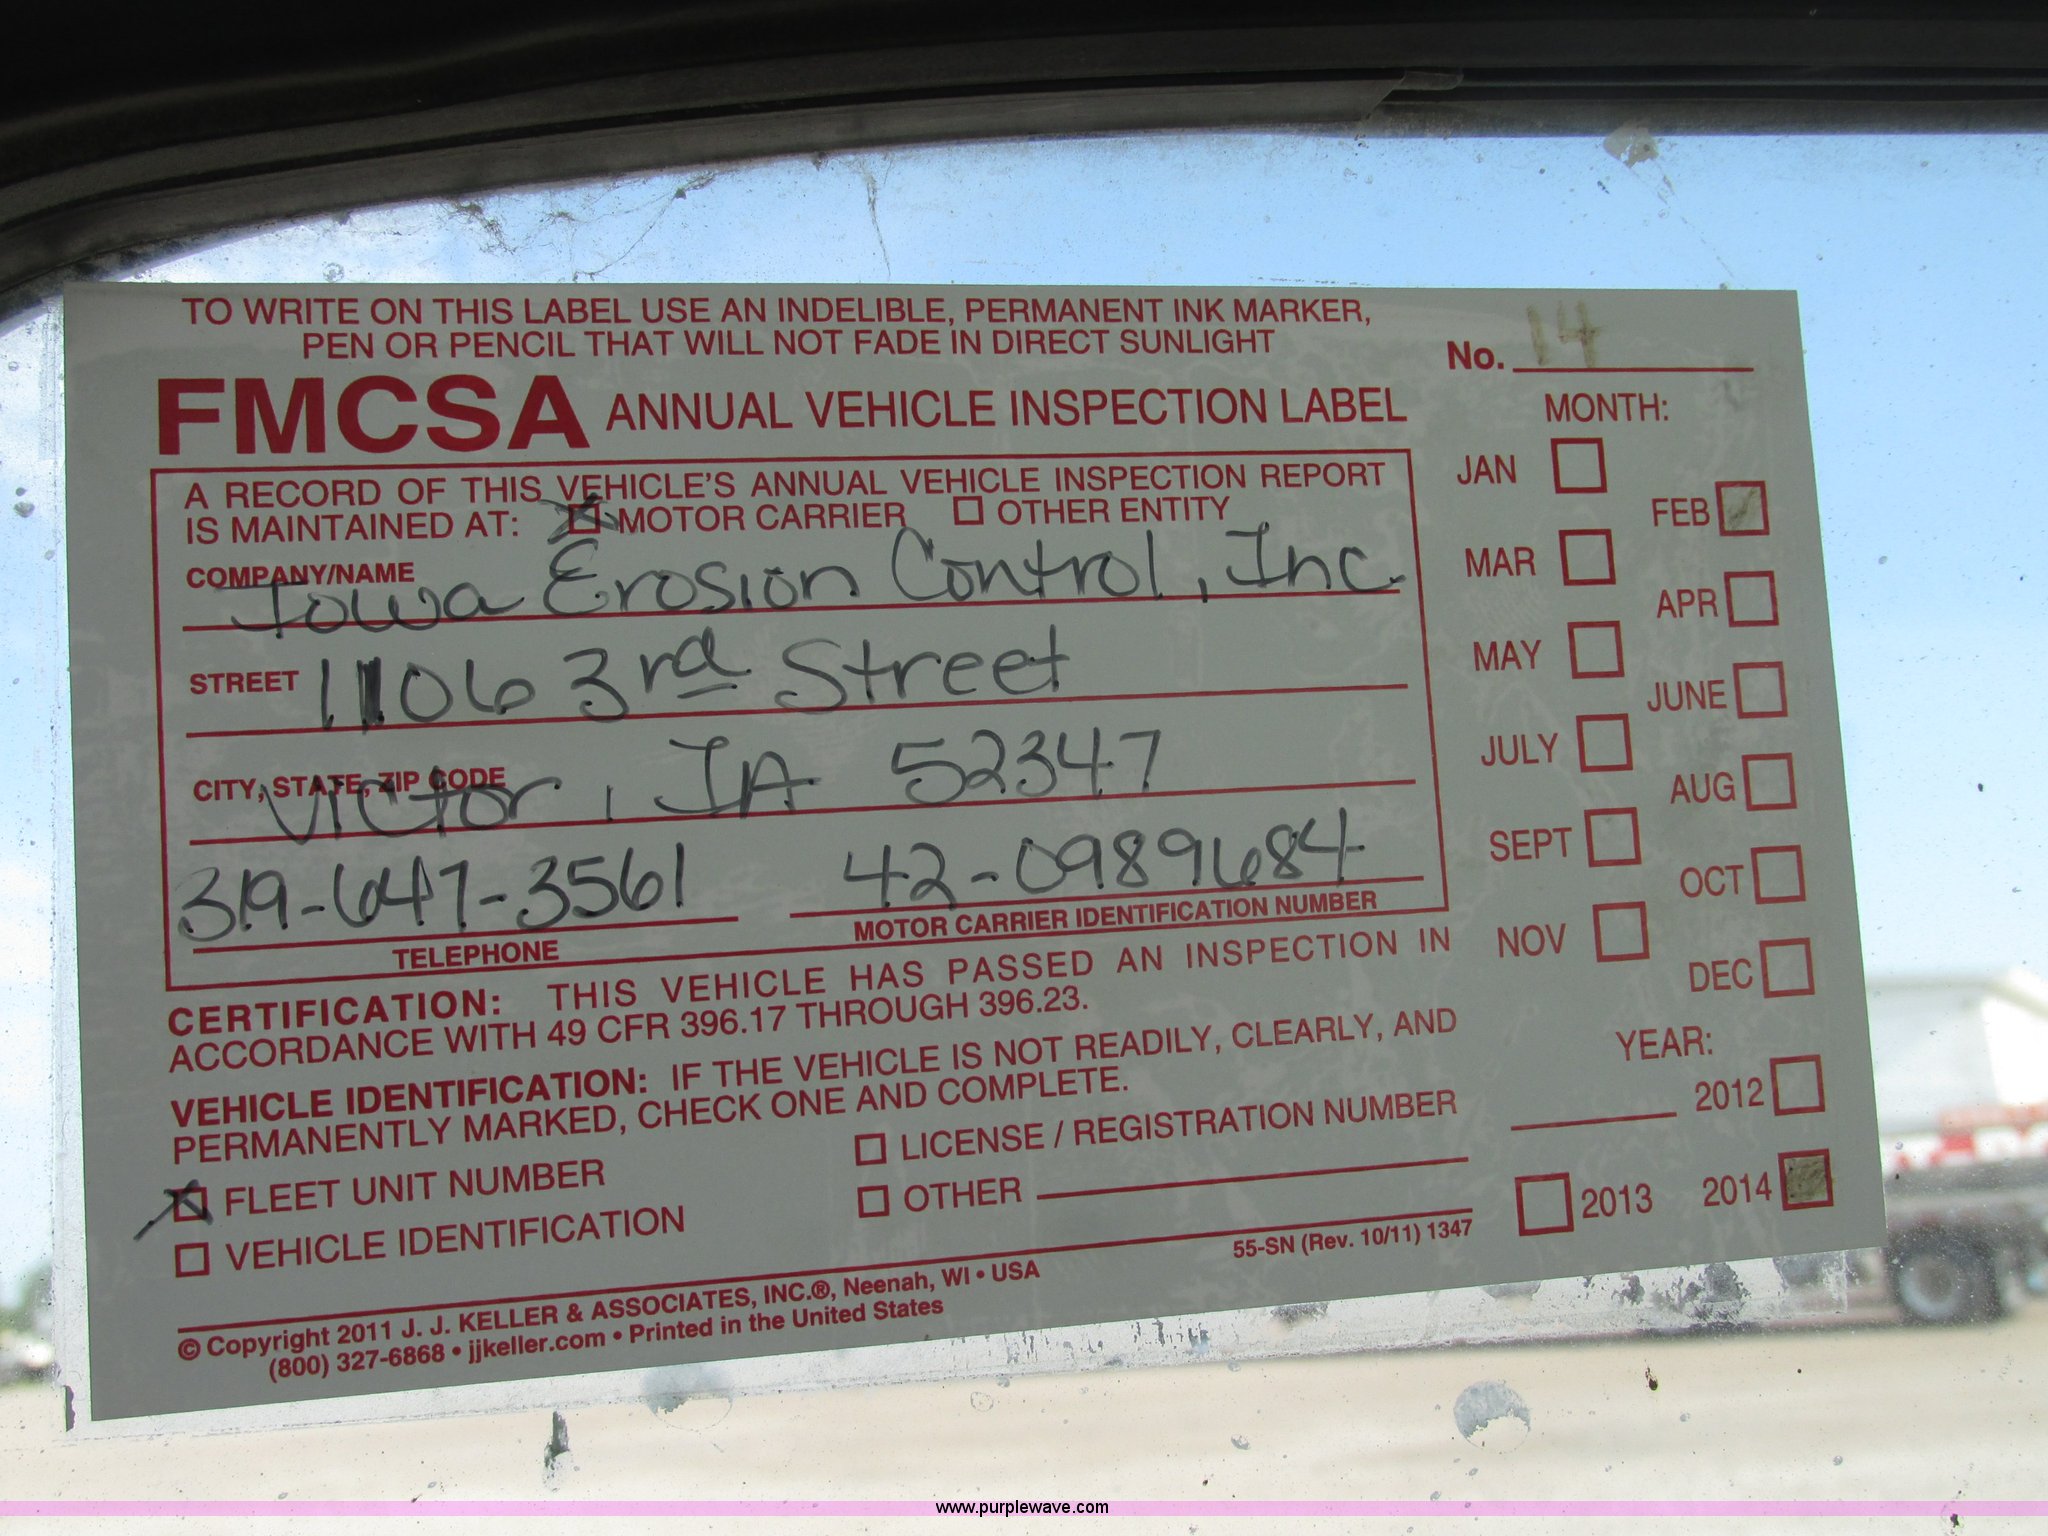 TO WRITE ON THIS LABEL USE AN INDELIBLE, PERMANENT INK MARKER,
PEN OR PENCIL THAT WILL NOT FADE IN DIRECT SUNLIGHT
No. 14
FMCSA ANNUAL VEHICLE INSPECTION LABEL
A RECORD OF THIS VEHICLE'S ANNUAL VEHICLE INSPECTION REPORT
IS MAINTAINED AT: MOTOR CARRIER OTHER ENTITY
COMPANY/NAME Iowa Erosion Control, Inc.
STREET 1106 3rd Street
CITY, STATE, ZIP CODE Victor, IA 52347
319-647-3561 42-0989684
TELEPHONE MOTOR CARRIER IDENTIFICATION NUMBER
CERTIFICATION: THIS VEHICLE HAS PASSED AN INSPECTION IN
ACCORDANCE WITH 49 CFR 396.17 THROUGH 396.23.
VEHICLE IDENTIFICATION: IF THE VEHICLE IS NOT READILY, CLEARLY, AND
PERMANENTLY MARKED, CHECK ONE AND COMPLETE.
FLEET UNIT NUMBER
LICENSE / REGISTRATION NUMBER
VEHICLE IDENTIFICATION
OTHER
55-SN (Rev. 10/11) 1347
© Copyright 2011 J. J. KELLER & ASSOCIATES, INC.®, Neenah, WI • USA
(800) 327-6868 • jjkeller.com • Printed in the United States
MONTH:
JAN
FEB
MAR
APR
MAY
JUNE
JULY
AUG
SEPT
OCT
NOV
DEC
YEAR:
2012
2013 2014
www.purplewave.com